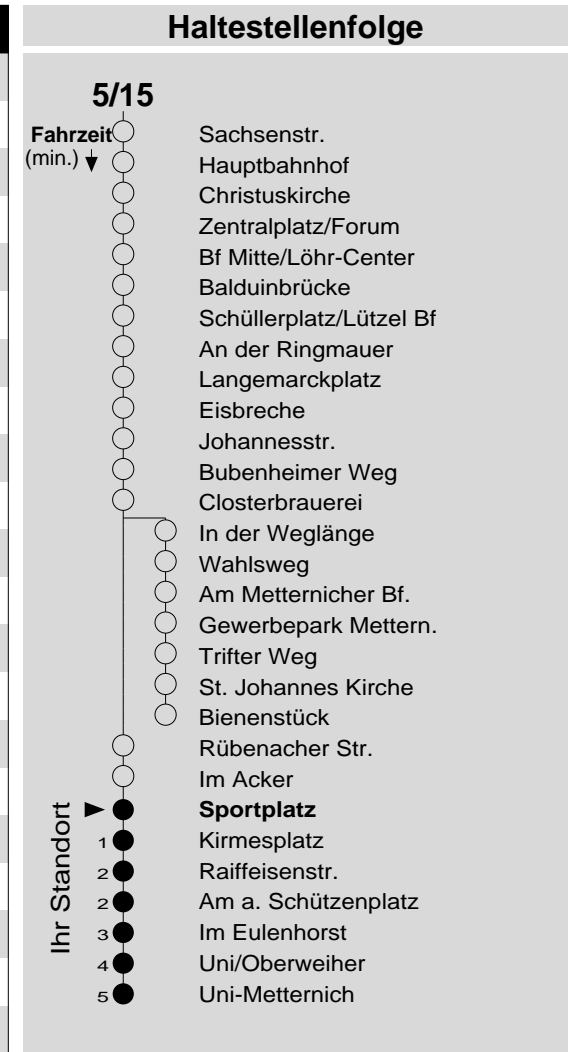 Haltestellenfolge
5/15
Fahrzeit
(min.)
Sachsenstr.
Hauptbahnhof
Christuskirche
Zentralplatz/Forum
Bf Mitte/Löhr-Center
Balduinbrücke
Schüllerplatz/Lützel Bf
An der Ringmauer
Langemarckplatz
Eisbreche
Johannesstr.
Bubenheimer Weg
Closterbrauerei
In der Weglänge
Wahlsweg
Am Metternicher Bf.
Gewerbepark Mettern.
Trifter Weg
St. Johannes Kirche
Bienenstück
Rübenacher Str.
Im Acker
Ihr Standort
Sportplatz
1 Kirmesplatz
2 Raiffeisenstr.
2 Am a. Schützenplatz
3 Im Eulenhorst
4 Uni/Oberweiher
5 Uni-Metternich